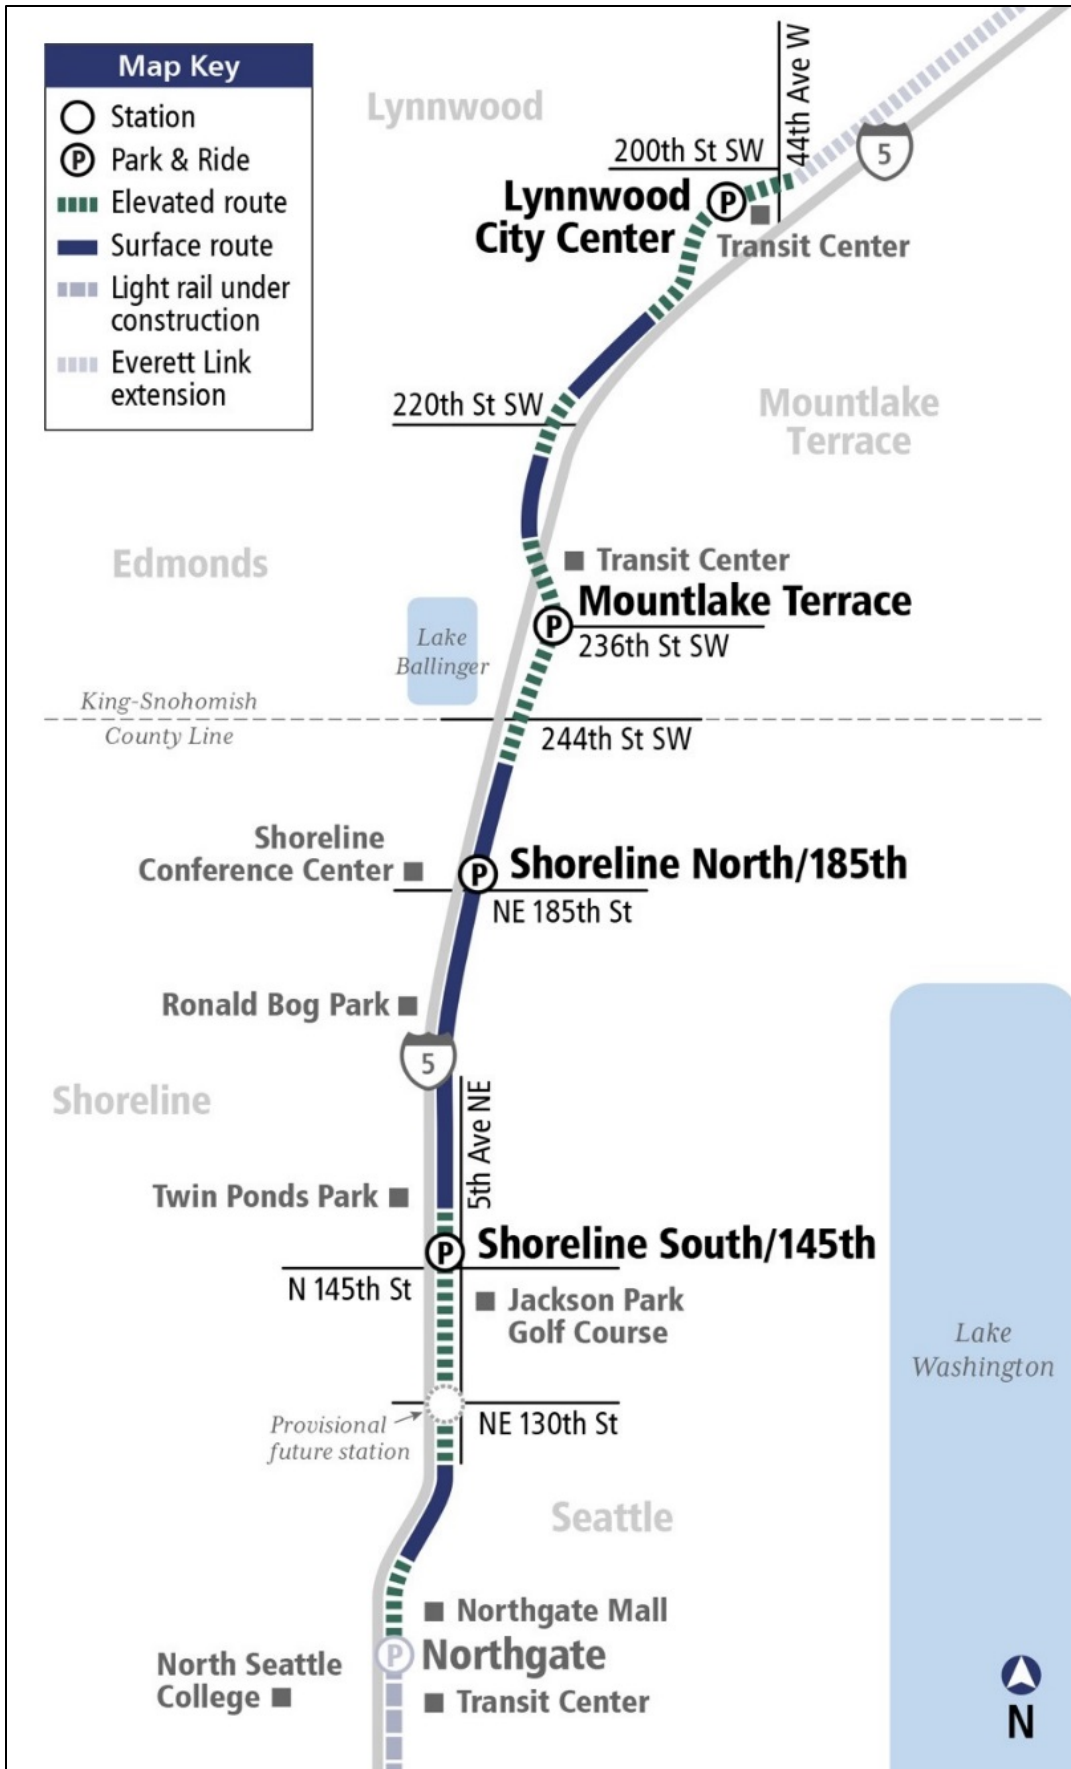 Map Key
Station
P
Park & Ride
Elevated route
Surface route
Light rail under
construction
Everett Link
extension
Lynnwood
44th Ave W
200th St SW
5
Lynnwood
City Center
P
Transit Center
220th St SW
Mountlake
Terrace
Edmonds
Transit Center
Mountlake Terrace
P
236th St SW
Lake
Ballinger
King-Snohomish
County Line
244th St SW
Shoreline
Conference Center
P
Shoreline North/185th
NE 185th St
Ronald Bog Park
5
Shoreline
5th Ave NE
Twin Ponds Park
P
Shoreline South/145th
N 145th St
Jackson Park
Golf Course
Lake
Washington
Provisional
future station
NE 130th St
Seattle
Northgate Mall
P
Northgate
North Seattle
College
Transit Center
N